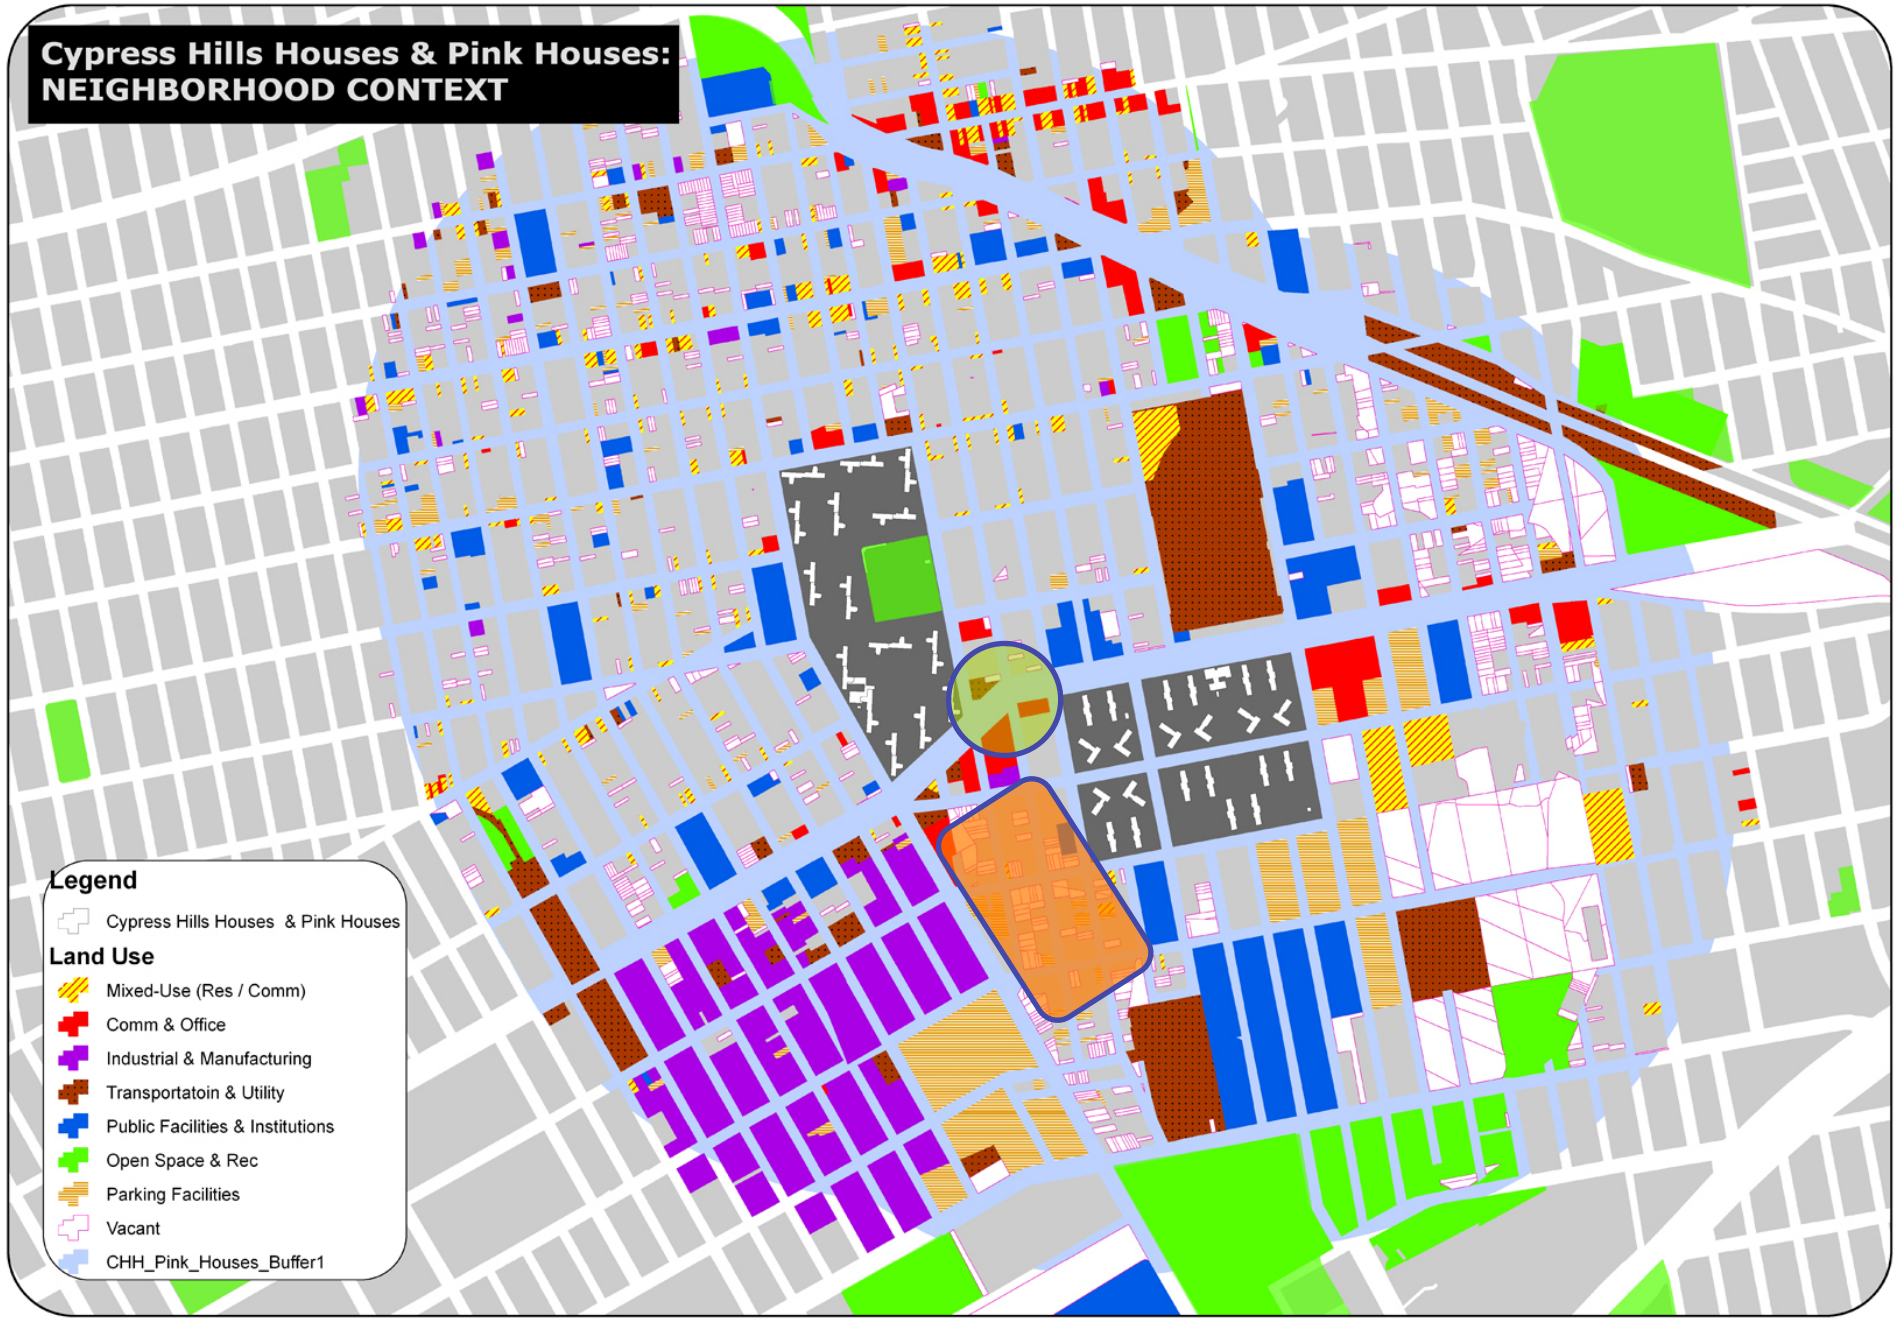 Cypress Hills Houses & Pink Houses:
NEIGHBORHOOD CONTEXT
Legend
Cypress Hills Houses & Pink Houses
Land Use
Mixed-Use (Res / Comm)
Comm & Office
Industrial & Manufacturing
Transportatoin & Utility
Public Facilities & Institutions
Open Space & Rec
Parking Facilities
Vacant
CHH_Pink_Houses_Buffer1